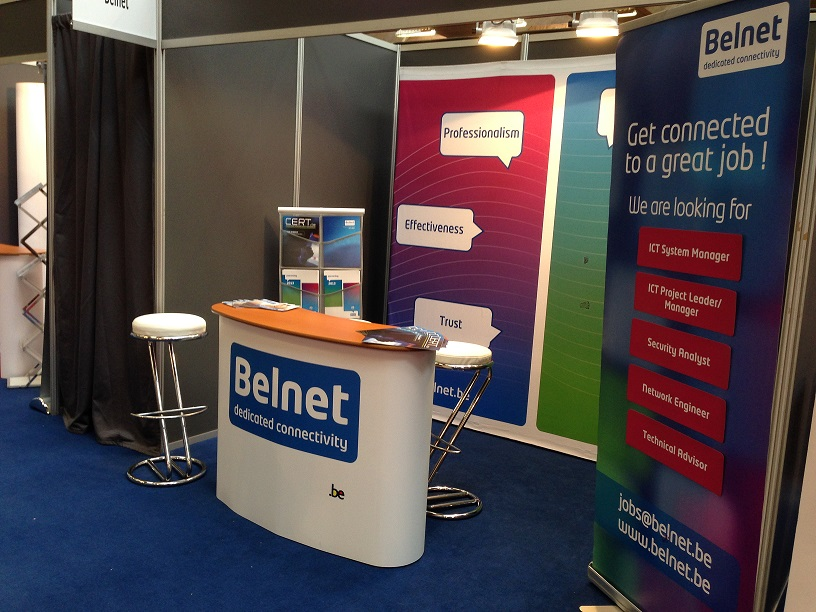 Belnet
Professionalism
Effectiveness
Trust
lnet.be
CERT
Belnet
Belnet
dedicated connectivity
.be
Belnet
dedicated connectivity
Get connected
to a great job !
We are looking for
ICT System Manager
ICT Project Leader/
Manager
Security Analyst
Network Engineer
Technical Advisor
jobs@belnet.be
www.belnet.be